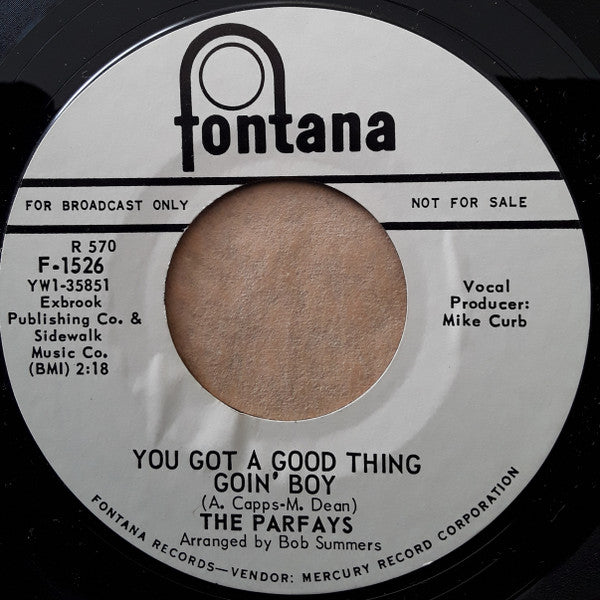 fontana
FOR BROADCAST ONLY
NOT FOR SALE
R 570
F-1526
YW1-35851
Exbrook
Publishing Co. &
Sidewalk
Music Co.
(BMI) 2:18
Vocal
Producer:
Mike Curb
YOU GOT A GOOD THING
GOIN' BOY
(A. Capps-M. Dean)
THE PARFAYS
Arranged by Bob Summers
FONTANA RECORDS—VENDOR: MERCURY RECORD CORPORATION